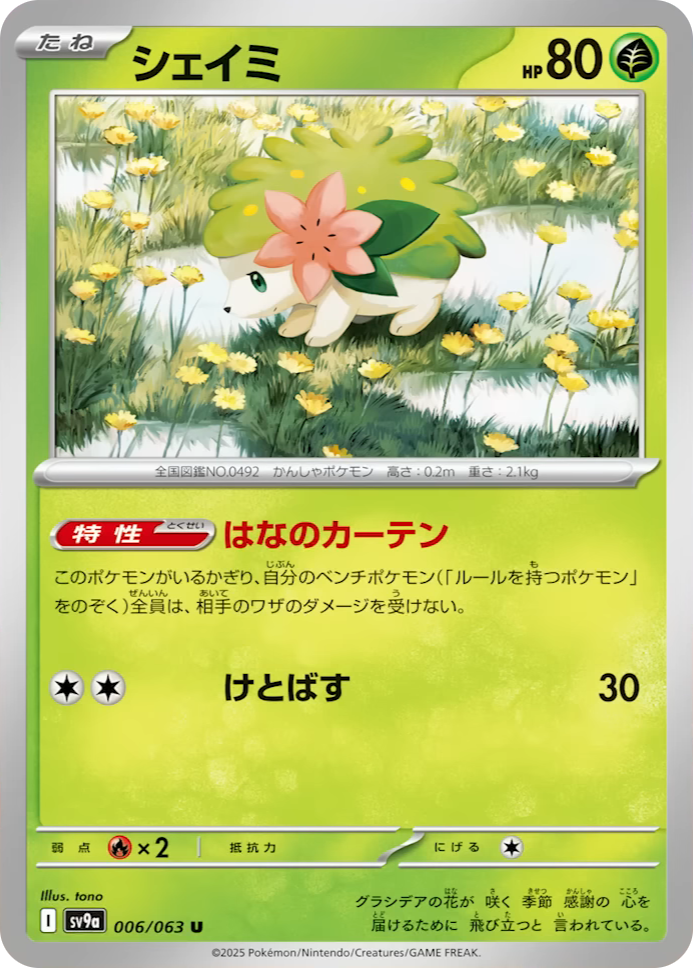 たね シェイミ HP 80
全国図鑑NO.0492 かんしゃポケモン 高さ:0.2m 重さ:2.1kg
特性 とくせい はなのカーテン
このポケモンがいるかぎり、自分のベンチポケモン(「ルールを持つポケモン」
をのぞく)全員は、相手のワザのダメージを受けない。
けとばす 30
弱点 ×2 抵抗力 にげる
Illus. tono
グラシデアの花が 咲く 季節 感謝の 心を
届けるために 飛び立つと 言われている。
I sv9a 006/063 U
©2025 Pokémon/Nintendo/Creatures/GAME FREAK.